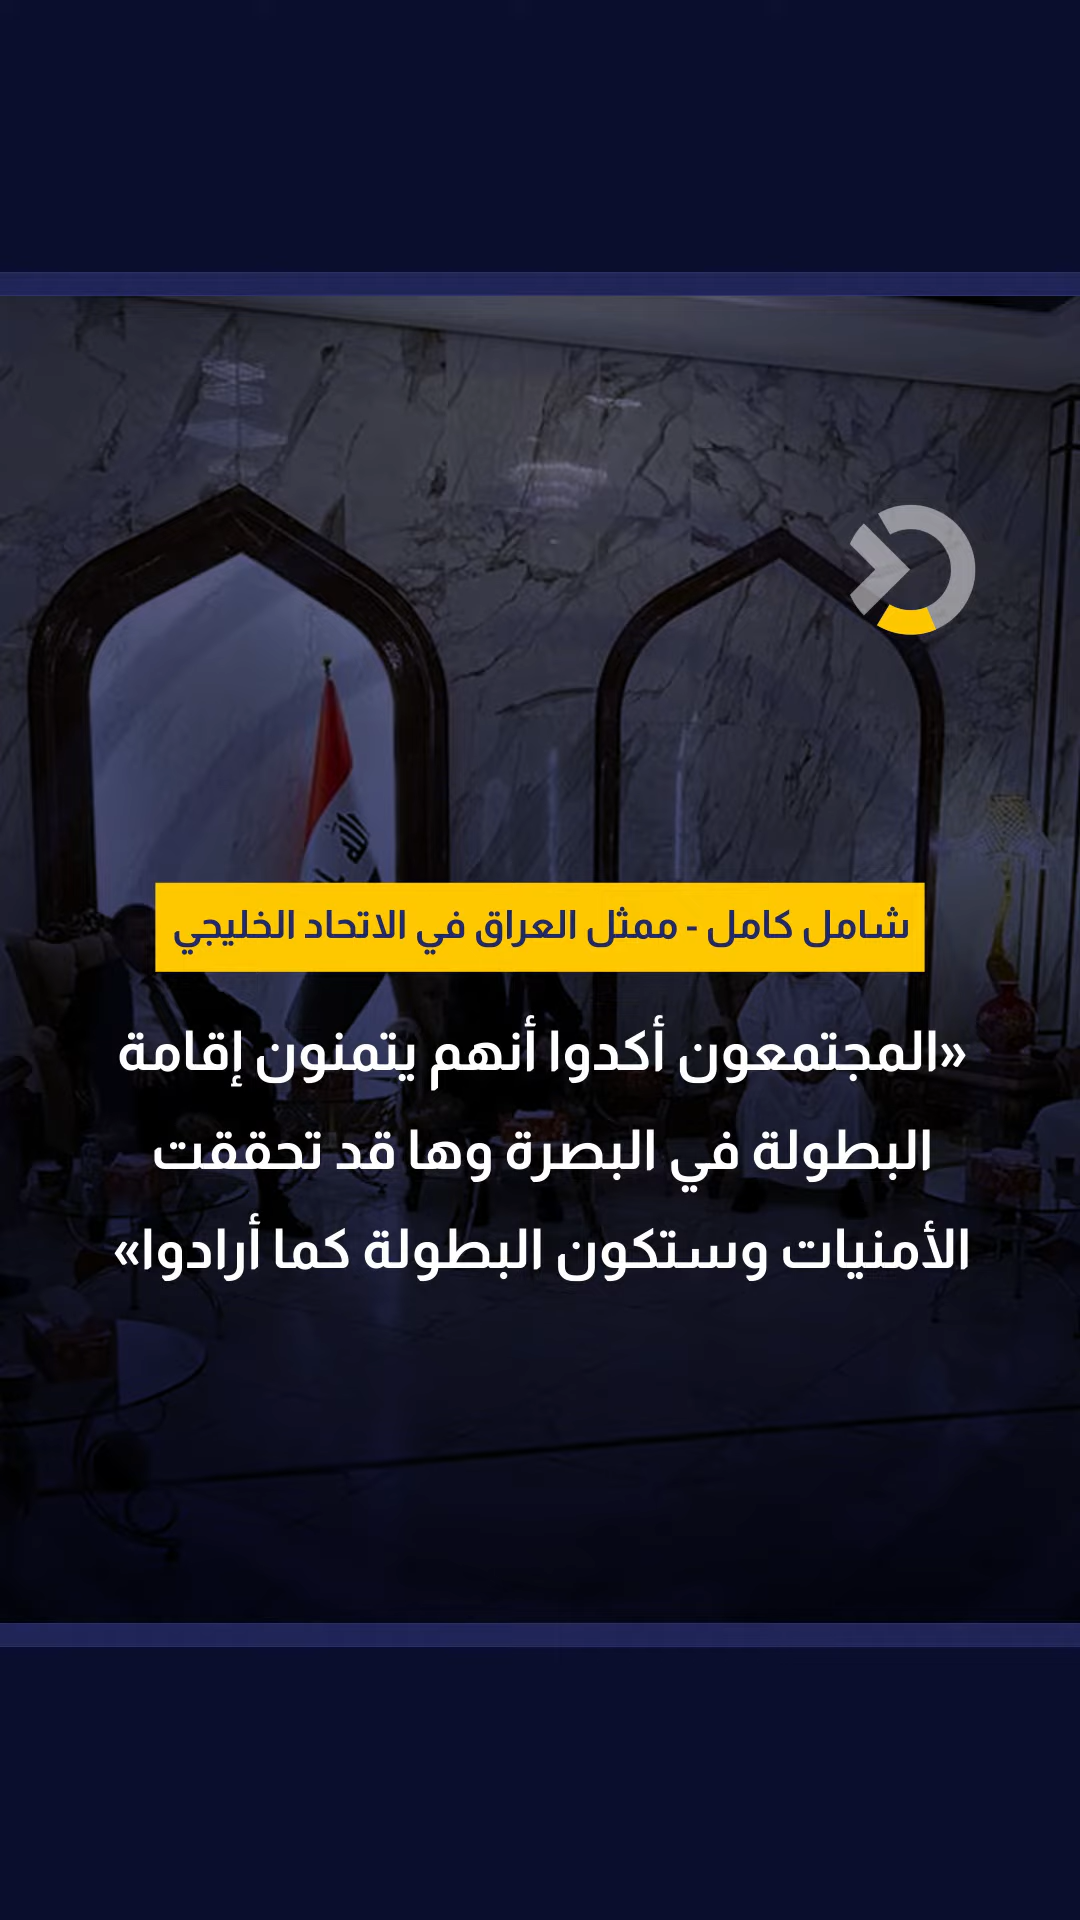 شامل كامل - ممثل العراق في الاتحاد الخليجي
«المجتمعون أكدوا أنهم يتمنون إقامة
البطولة في البصرة وها قد تحققت
الأمنيات وستكون البطولة كما أرادوا»